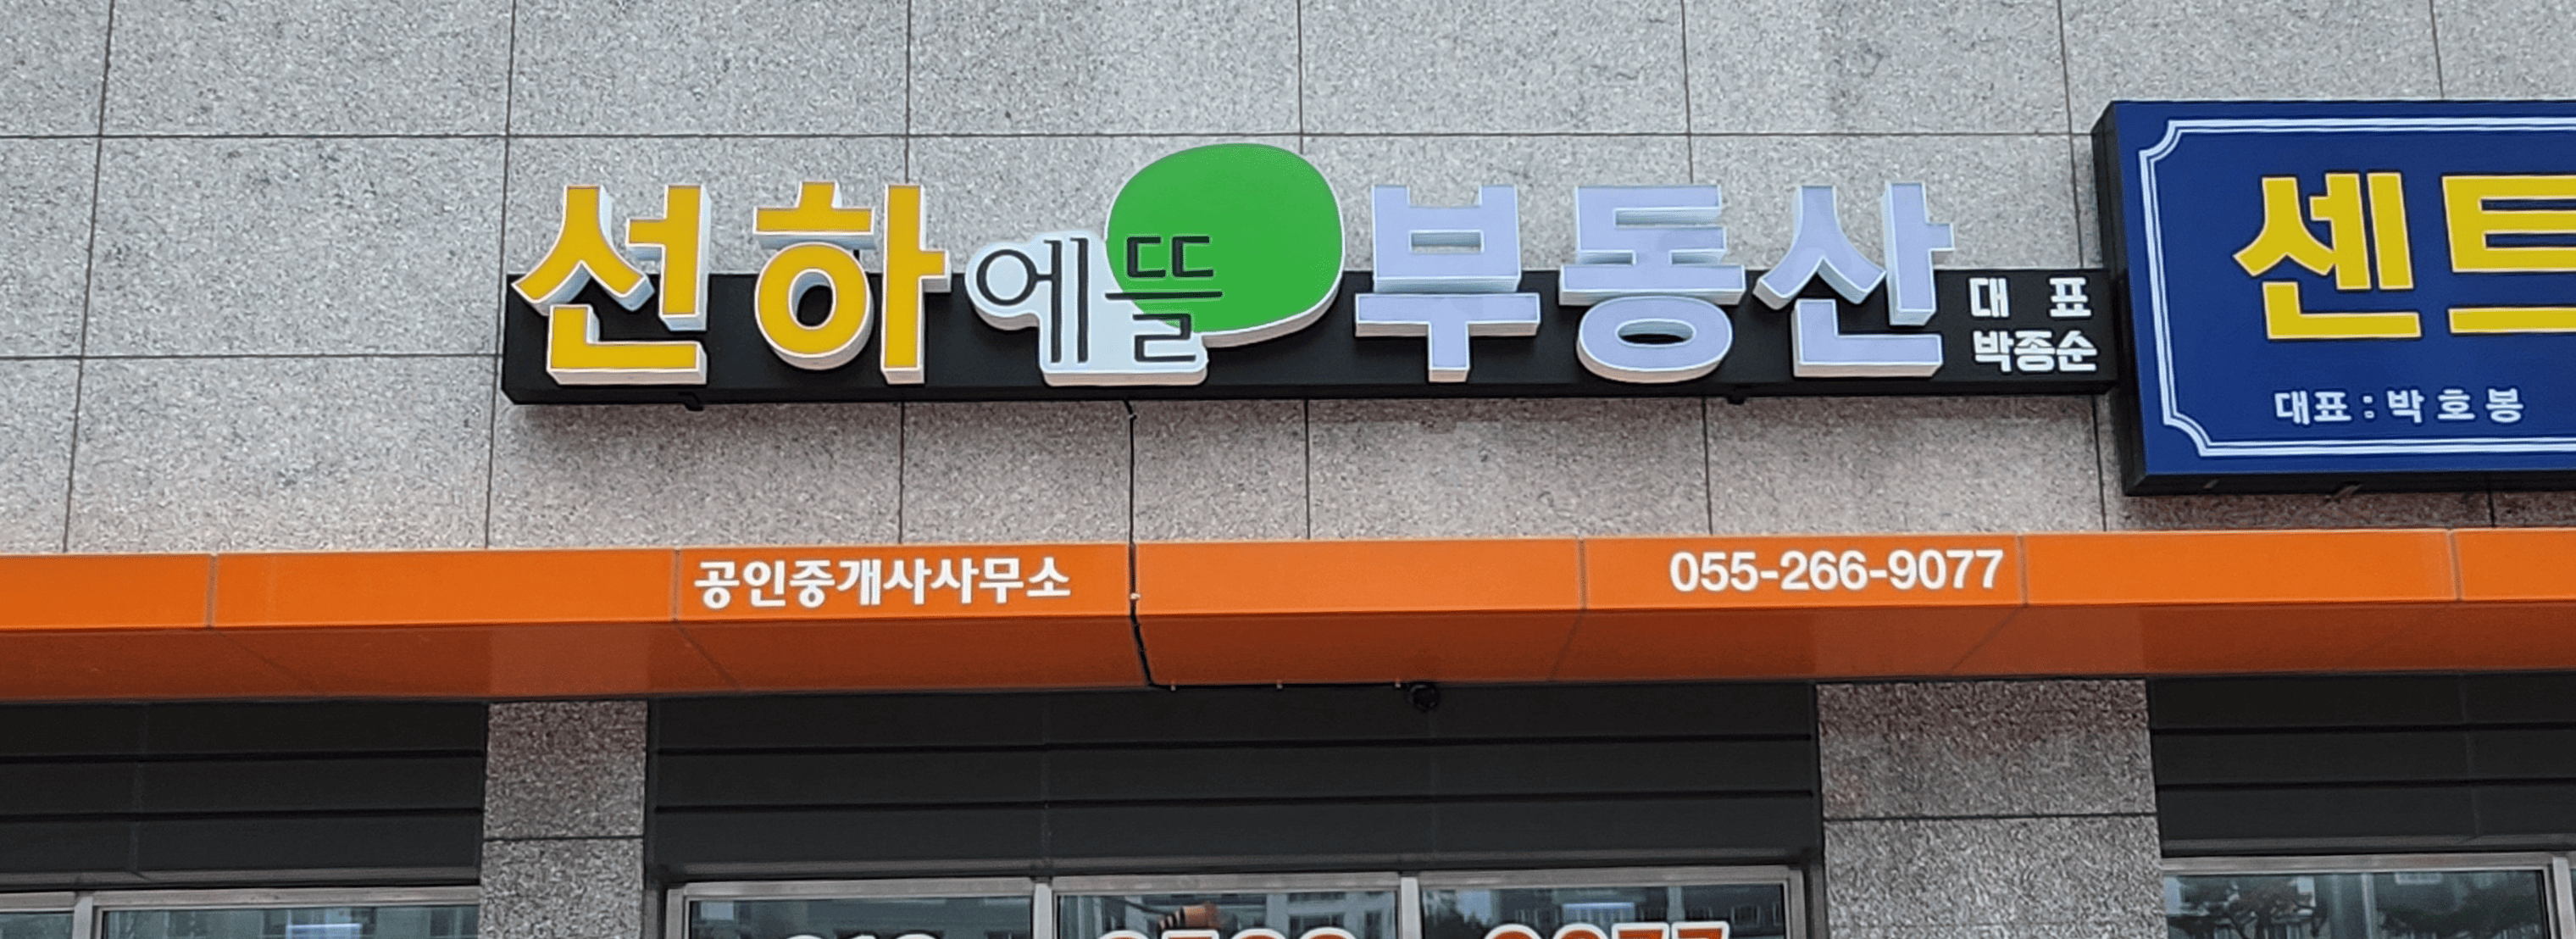 선하에뜰 부동산
대 표
박종순
센트
대표 : 박호봉
공인중개사사무소
055-266-9077